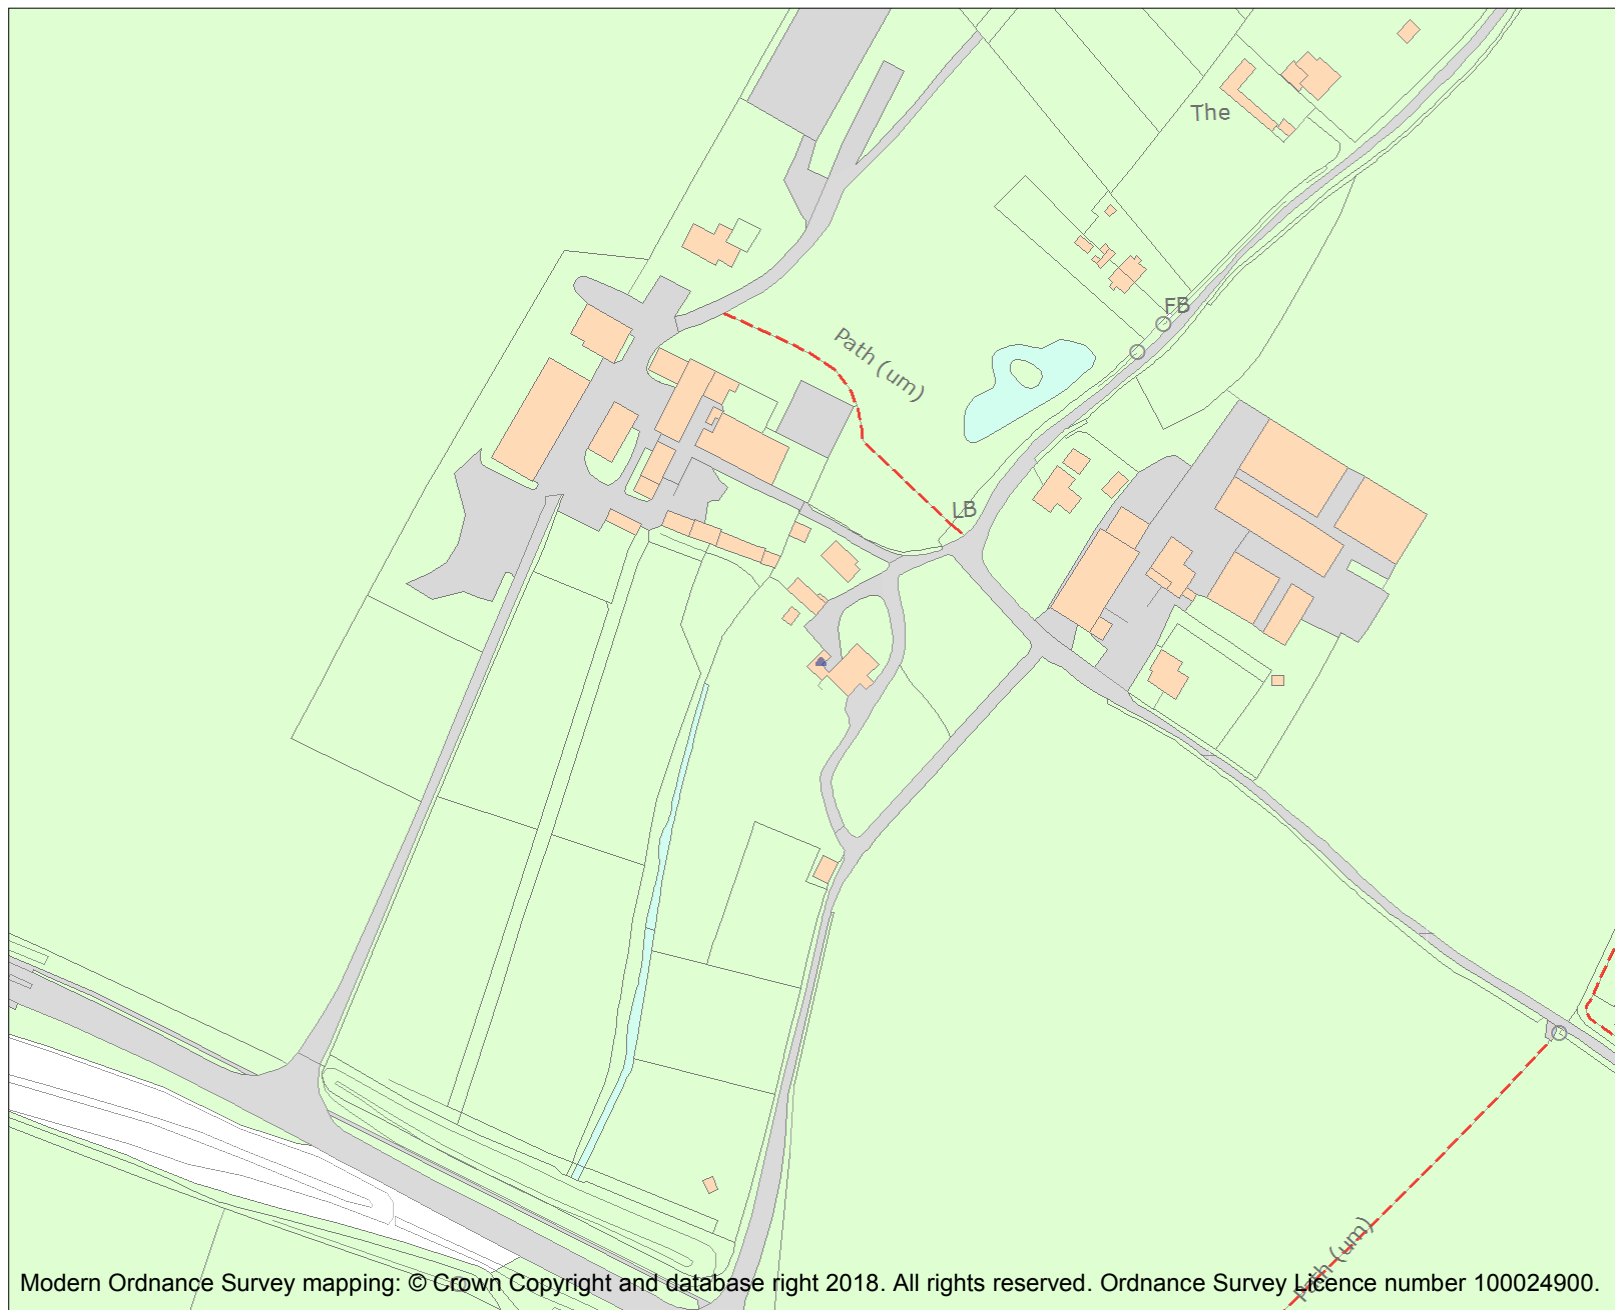 The
FB
Path (um)
LB
Path (um)
Modern Ordnance Survey mapping: © Crown Copyright and database right 2018. All rights reserved. Ordnance Survey Licence number 100024900.